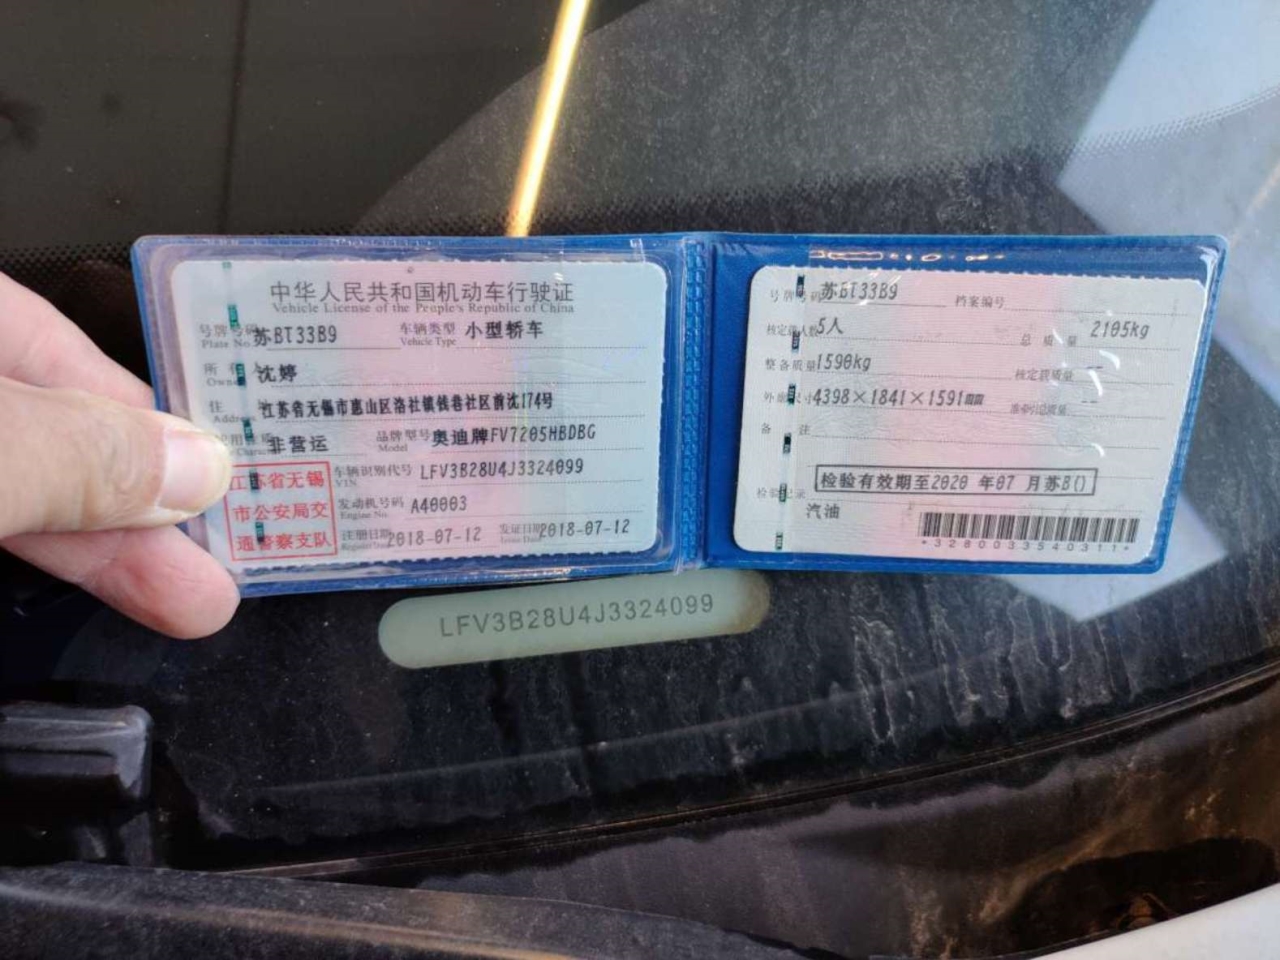 中华人民共和国机动车行驶证
Vehicle License of the People's Republic of China
号牌号码 苏BT33B9 车辆类型 小型轿车
Plate No. Vehicle Type
所有人 沈婷
Owner
住 江苏省无锡市惠山区洛社镇钱巷社区前沈174号
Address
使用性质 非营运 品牌型号 奥迪牌FV7205HBDBG
Model
江苏省无锡
市公安局交
通警察支队
车辆识别代号 LFV3B28U4J3324099
VIN
发动机号码 A40003
Engine No.
注册日期 2018-07-12 发证日期 2018-07-12
Register Date Issue Date
号牌号码 苏BT33B9 档案编号
核定载人数 5人 总质量 2105kg
整备质量 1590kg 核定载质量 --
外廓尺寸 4398×1841×1591mm 准牵引总质量 --
备注
检验记录 检验有效期至2020 年07 月苏B()
汽油
*3280033540311*
LFV3B28U4J3324099